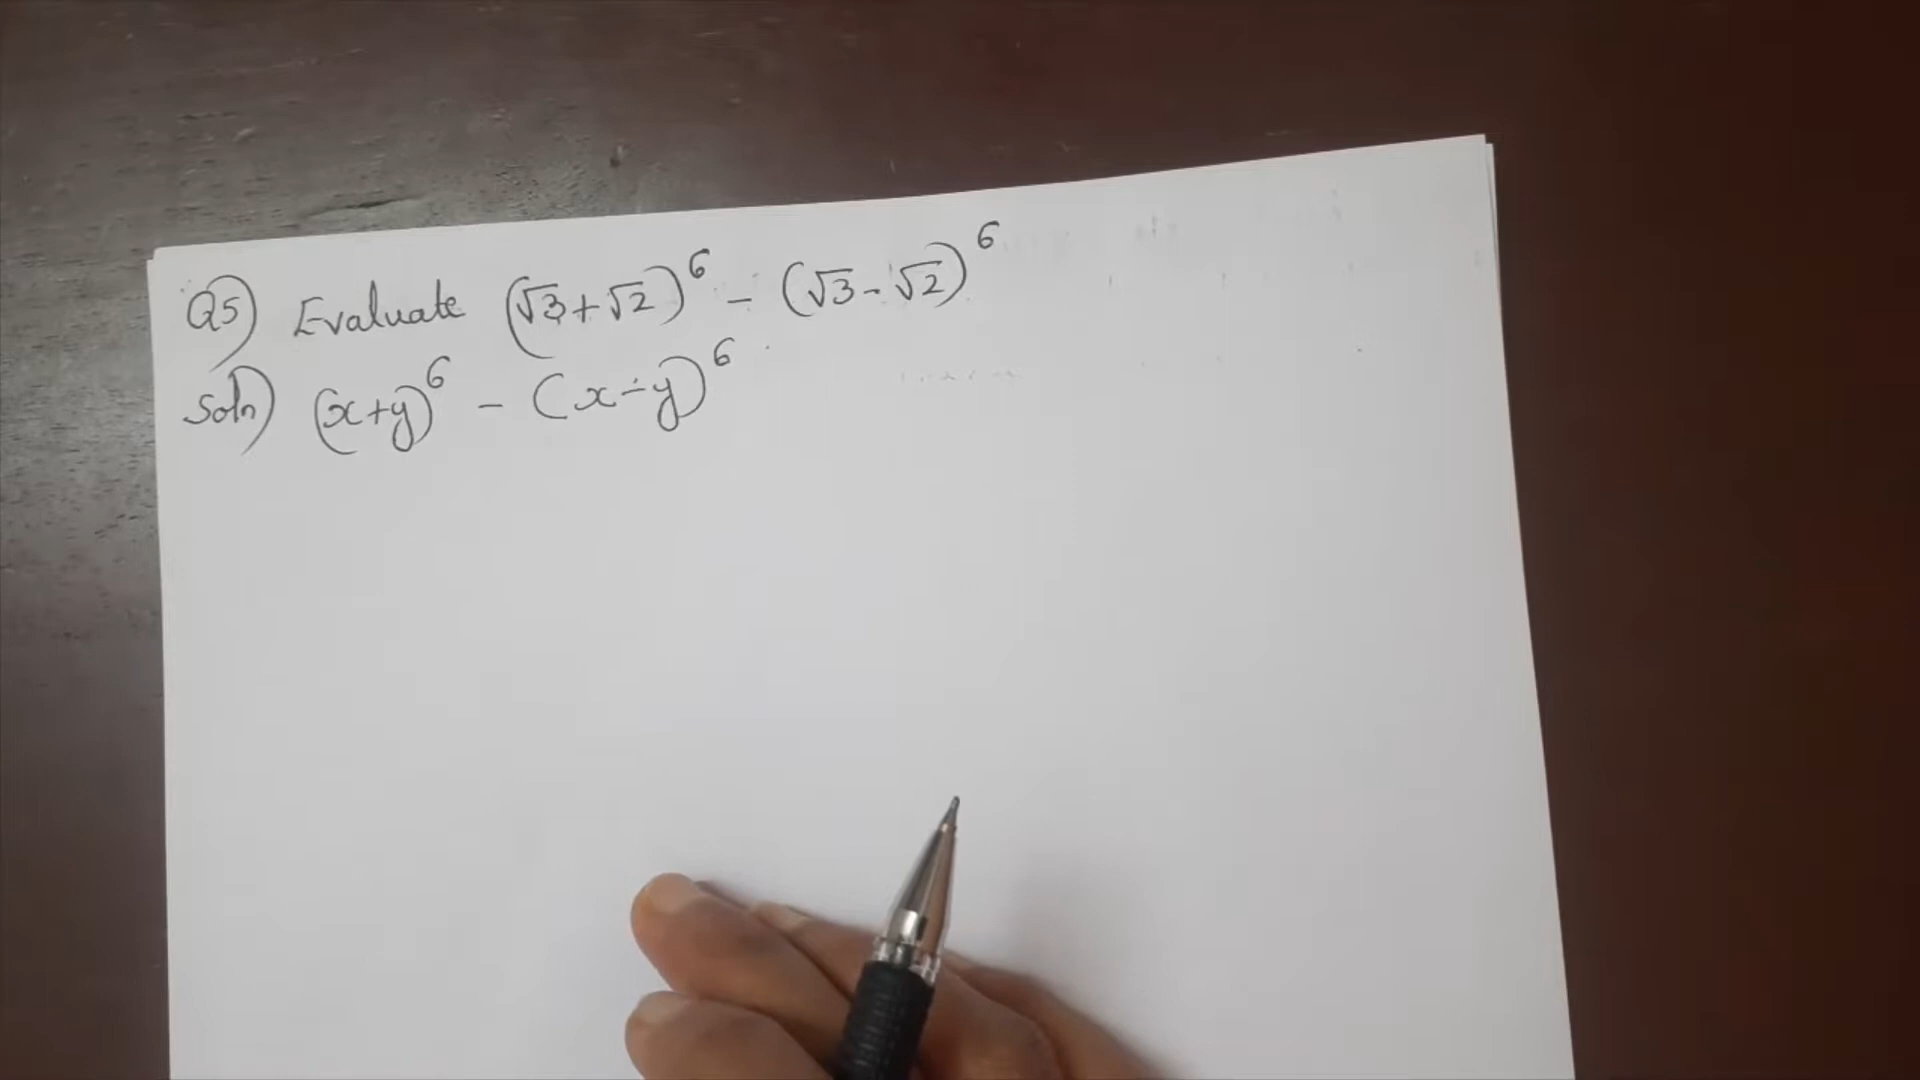 Q5) Evaluate (√3+√2)⁶ - (√3-√2)⁶
Soln) (x+y)⁶ - (x-y)⁶